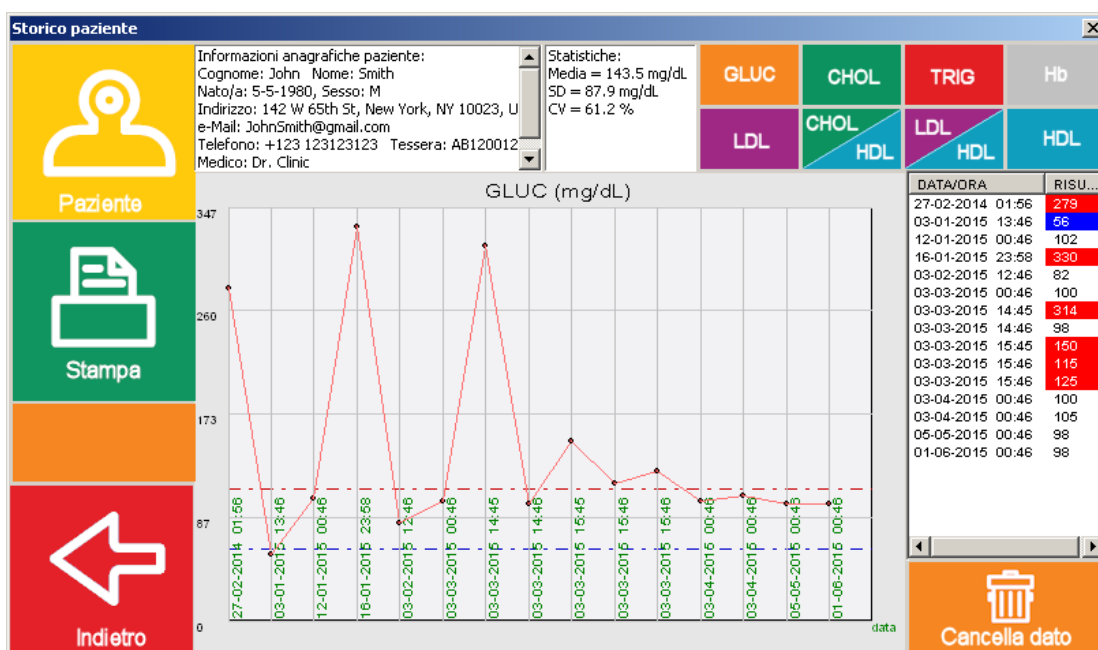 Storico paziente
Paziente
Stampa
Indietro
Informazioni anagrafiche paziente:
Cognome: John Nome: Smith
Nato/a: 5-5-1980, Sesso: M
Indirizzo: 142 W 65th St, New York, NY 10023, U
e-Mail: JohnSmith@gmail.com
Telefono: +123 123123123 Tessera: AB120012
Medico: Dr. Clinic
Statistiche:
Media = 143.5 mg/dL
SD = 87.9 mg/dL
CV = 61.2 %
GLUC CHOL TRIG Hb
LDL CHOL HDL LDL HDL HDL
GLUC (mg/dL)
347
260
173
87
0
27-02-2014 01:56
03-01-2015 13:46
12-01-2015 00:46
16-01-2015 23:58
03-02-2015 12:46
03-03-2015 00:46
03-03-2015 14:45
03-03-2015 14:46
03-03-2015 15:45
03-03-2015 15:46
03-03-2015 15:46
03-04-2015 00:46
03-04-2015 00:46
05-05-2015 00:46
01-06-2015 00:46
data
DATA/ORA RISU...
27-02-2014 01:56 279
03-01-2015 13:46 56
12-01-2015 00:46 102
16-01-2015 23:58 330
03-02-2015 12:46 82
03-03-2015 00:46 100
03-03-2015 14:45 314
03-03-2015 14:46 98
03-03-2015 15:45 150
03-03-2015 15:46 115
03-03-2015 15:46 125
03-04-2015 00:46 100
03-04-2015 00:46 105
05-05-2015 00:46 98
01-06-2015 00:46 98
Cancella dato